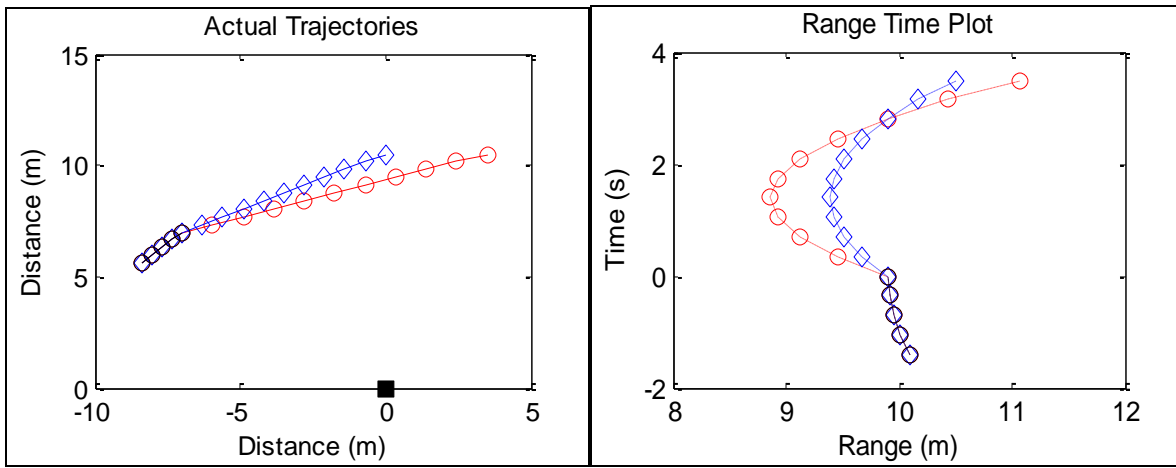 Actual Trajectories
15
10
5
0
-10
-5
0
5
Distance (m)
Distance (m)
Range Time Plot
4
2
0
-2
8
9
10
11
12
Time (s)
Range (m)